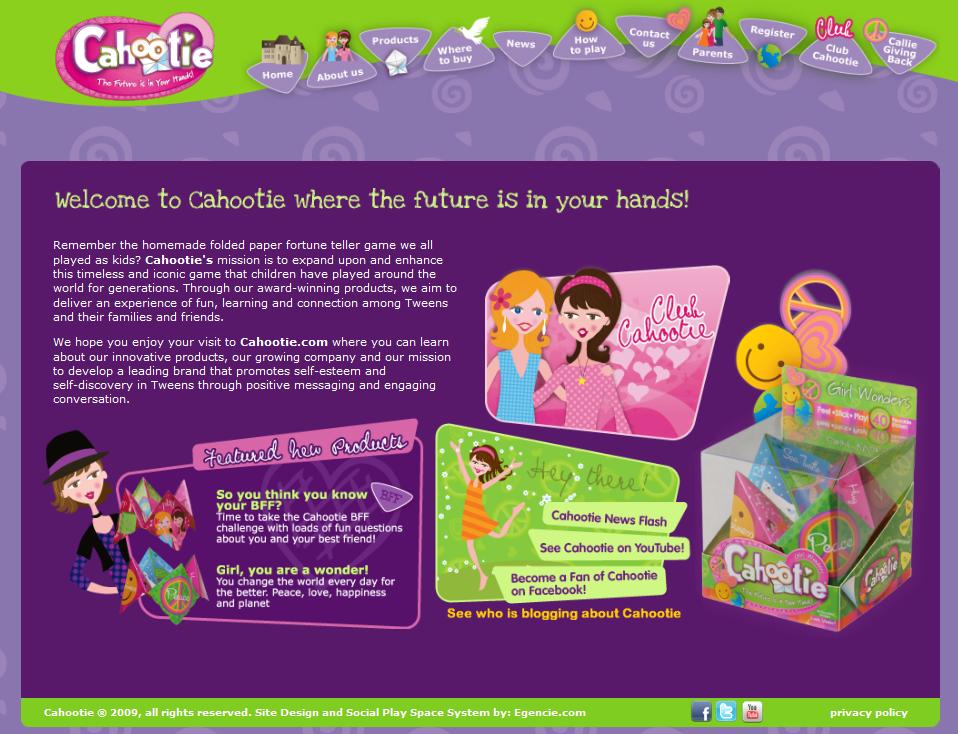 Cahootie
The Future is in Your Hands!
Home
About us
Products
Where
to buy
News
How
to play
Contact
us
Parents
Register
Club
Club
Cahootie
Callie
Giving
Back
Welcome to Cahootie where the future is in your hands!
Remember the homemade folded paper fortune teller game we all
played as kids? Cahootie's mission is to expand upon and enhance
this timeless and iconic game that children have played around the
world for generations. Through our award-winning products, we aim to
deliver an experience of fun, learning and connection among Tweens
and their families and friends.
We hope you enjoy your visit to Cahootie.com where you can learn
about our innovative products, our growing company and our mission
to develop a leading brand that promotes self-esteem and
self-discovery in Tweens through positive messaging and engaging
conversation.
Club
Cahootie
Girl Wonders
Peel•Stick•Play!
40
Sea Turtle
Peace
Cahootie
The Future is in Your Hands!
Featured New Products
So you think you know
your BFF?
BFF
Time to take the Cahootie BFF
challenge with loads of fun questions
about you and your best friend!
Girl, you are a wonder!
You change the world every day for
the better. Peace, love, happiness
and planet
Peace
Hey there!
Cahootie News Flash
See Cahootie on YouTube!
Become a Fan of Cahootie
on Facebook!
See who is blogging about Cahootie
Cahootie ® 2009, all rights reserved. Site Design and Social Play Space System by: Egencie.com
You
Tube
privacy policy